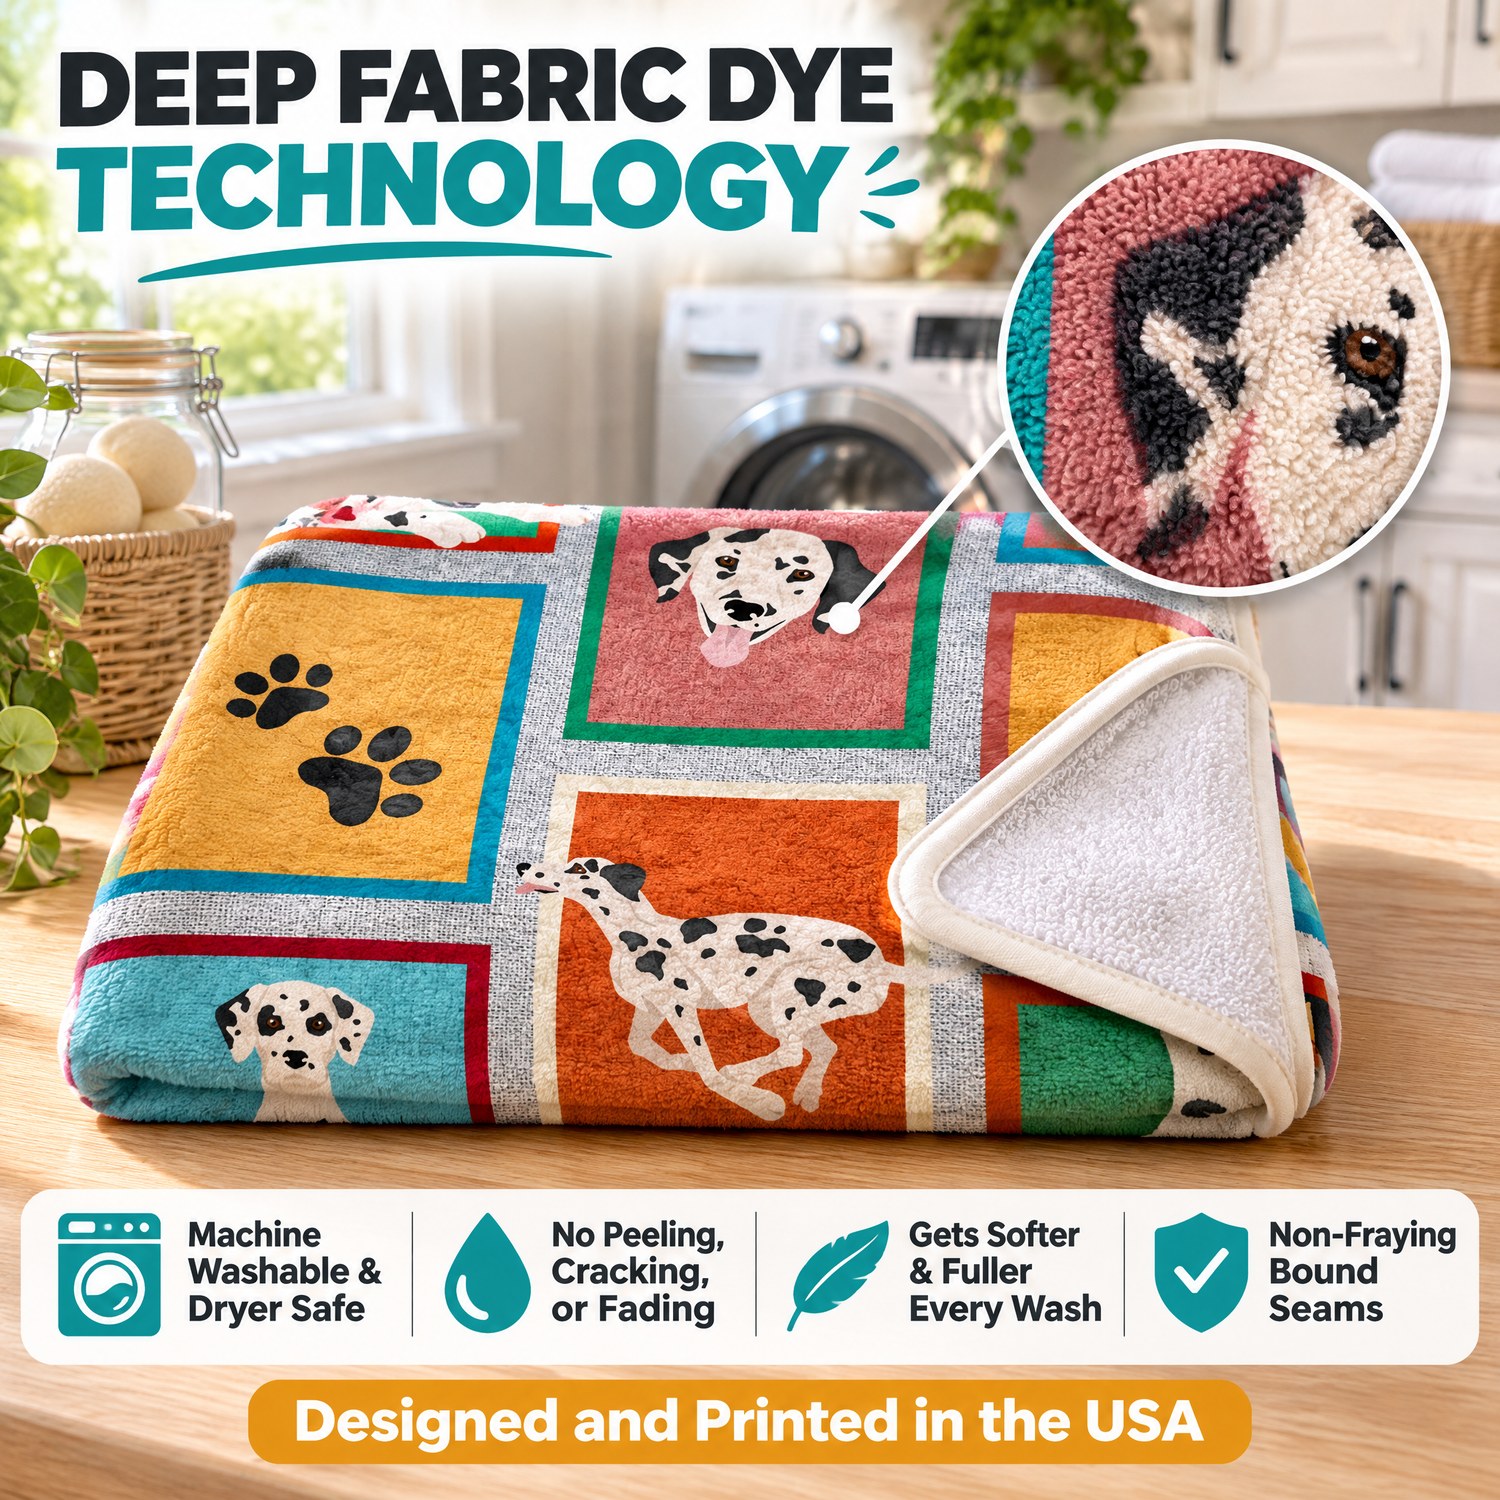 DEEP FABRIC DYE
TECHNOLOGY
Machine
Washable &
Dryer Safe
No Peeling,
Cracking,
or Fading
Gets Softer
& Fuller
Every Wash
Non-Fraying
Bound
Seams
Designed and Printed in the USA